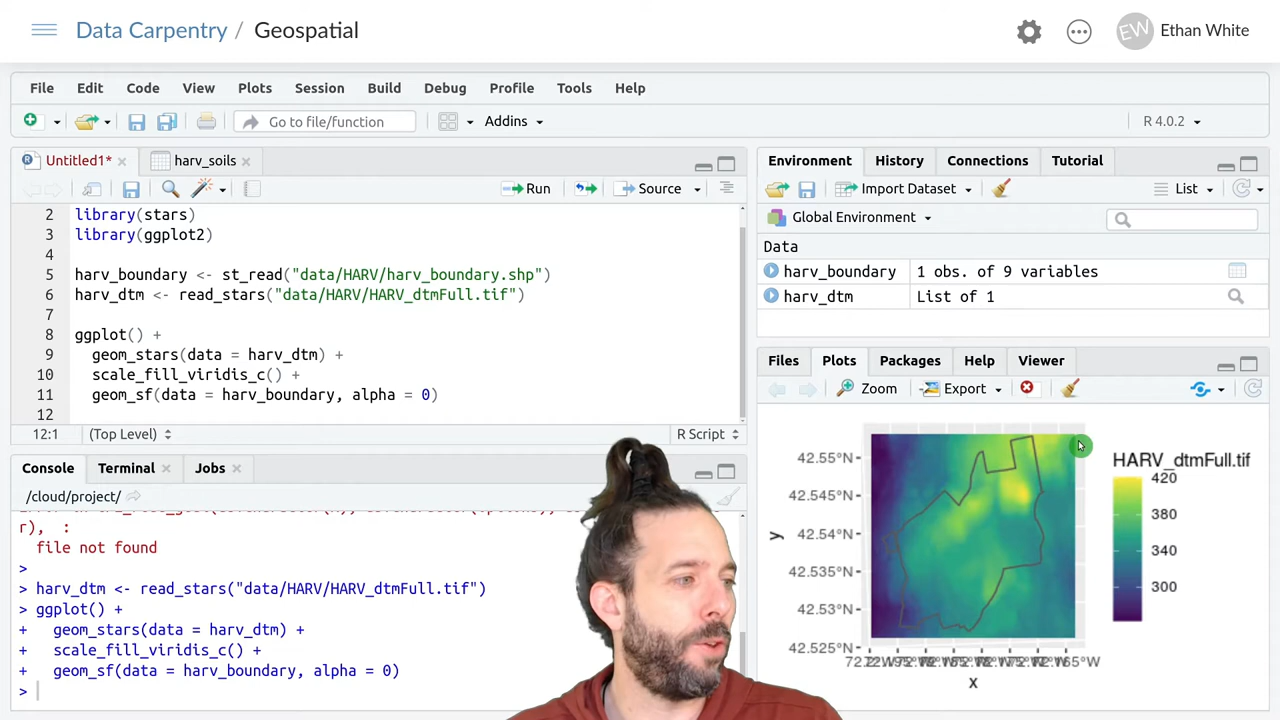 Data Carpentry / Geospatial
EW Ethan White
File Edit Code View Plots Session Build Debug Profile Tools Help
Go to file/function Addins R 4.0.2
Untitled1* harv_soils
Run Source
2 library(stars)
3 library(ggplot2)
4
5 harv_boundary <- st_read("data/HARV/harv_boundary.shp")
6 harv_dtm <- read_stars("data/HARV/HARV_dtmFull.tif")
7
8 ggplot() +
9 geom_stars(data = harv_dtm) +
10 scale_fill_viridis_c() +
11 geom_sf(data = harv_boundary, alpha = 0)
12
12:1 (Top Level) R Script
Console Terminal Jobs
/cloud/project/
r), :
file not found
>
> harv_dtm <- read_stars("data/HARV/HARV_dtmFull.tif")
> ggplot() +
+ geom_stars(data = harv_dtm) +
+ scale_fill_viridis_c() +
+ geom_sf(data = harv_boundary, alpha = 0)
>
Environment History Connections Tutorial
Import Dataset List
Global Environment
Data
harv_boundary 1 obs. of 9 variables
harv_dtm List of 1
Files Plots Packages Help Viewer
Zoom Export
HARV_dtmFull.tif
420
380
340
300
42.55°N
42.545°N
42.54°N
42.535°N
42.53°N
42.525°N
y
x